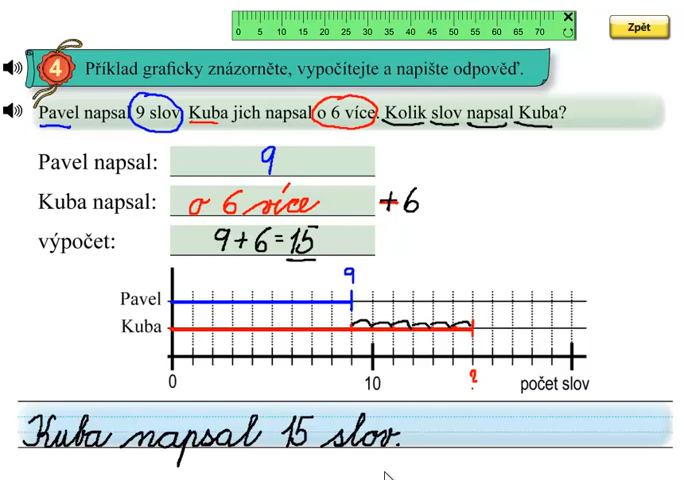 0 5 10 15 20 25 30 35 40 45 50 55 60 65 70
Zpět
4 Příklad graficky znázorněte, vypočítejte a napište odpověď.
Pavel napsal 9 slov. Kuba jich napsal o 6 více. Kolik slov napsal Kuba?
Pavel napsal: 9
Kuba napsal: o 6 více +6
výpočet: 9+6=15
9
Pavel
Kuba
0 10 ? počet slov
Kuba napsal 15 slov.